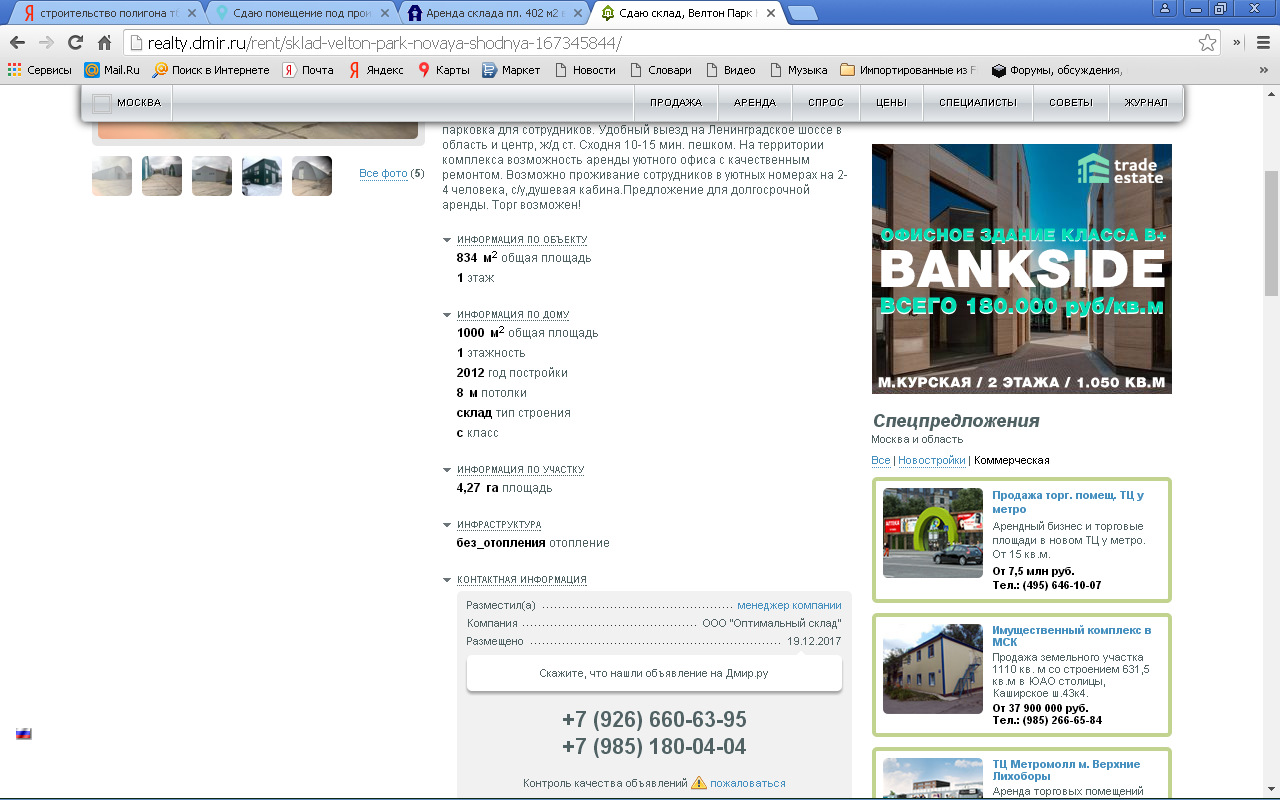 строительство полигона тб
Сдаю помещение под прои
Аренда склада пл. 402 м2 в
Сдаю склад, Велтон Парк
realty.dmir.ru/rent/sklad-velton-park-novaya-shodnya-167345844/
Сервисы
Mail.Ru
Поиск в Интернете
Почта
Яндекс
Карты
Маркет
Новости
Словари
Видео
Музыка
Импортированные из F
Форумы, обсуждения,
МОСКВА
ПРОДАЖА
АРЕНДА
СПРОС
ЦЕНЫ
СПЕЦИАЛИСТЫ
СОВЕТЫ
ЖУРНАЛ
Все фото (5)
парковка для сотрудников. Удобный выезд на Ленинградское шоссе в
область и центр, ж/д ст. Сходня 10-15 мин. пешком. На территории
комплекса возможность аренды уютного офиса с качественным
ремонтом. Возможно проживание сотрудников в уютных номерах на 2-
4 человека, с/у,душевая кабина.Предложение для долгосрочной
аренды. Торг возможен!
ИНФОРМАЦИЯ ПО ОБЪЕКТУ
834 м2 общая площадь
1 этаж
ИНФОРМАЦИЯ ПО ДОМУ
1000 м2 общая площадь
1 этажность
2012 год постройки
8 м потолки
склад тип строения
с класс
ИНФОРМАЦИЯ ПО УЧАСТКУ
4,27 га площадь
ИНФРАСТРУКТУРА
без_отопления отопление
КОНТАКТНАЯ ИНФОРМАЦИЯ
Разместил(а) менеджер компании
Компания ООО "Оптимальный склад"
Размещено 19.12.2017
Скажите, что нашли объявление на Дмир.ру
+7 (926) 660-63-95
+7 (985) 180-04-04
Контроль качества объявлений пожаловаться
trade
estate
ОФИСНОЕ ЗДАНИЕ КЛАССА B+
BANKSIDE
ВСЕГО 180.000 руб/кв.м
М.КУРСКАЯ / 2 ЭТАЖА / 1.050 КВ.М
Спецпредложения
Москва и область
Все | Новостройки | Коммерческая
Продажа торг. помещ. ТЦ у
метро
Арендный бизнес и торговые
площади в новом ТЦ у метро.
От 15 кв.м.
От 7,5 млн руб.
Тел.: (495) 646-10-07
Имущественный комплекс в
МСК
Продажа земельного участка
1110 кв. м со строением 631,5
кв.м в ЮАО столицы,
Каширское ш.43к4.
От 37 900 000 руб.
Тел.: (985) 266-65-84
ТЦ Метромолл м. Верхние
Лихоборы
Аренда торговых помещений